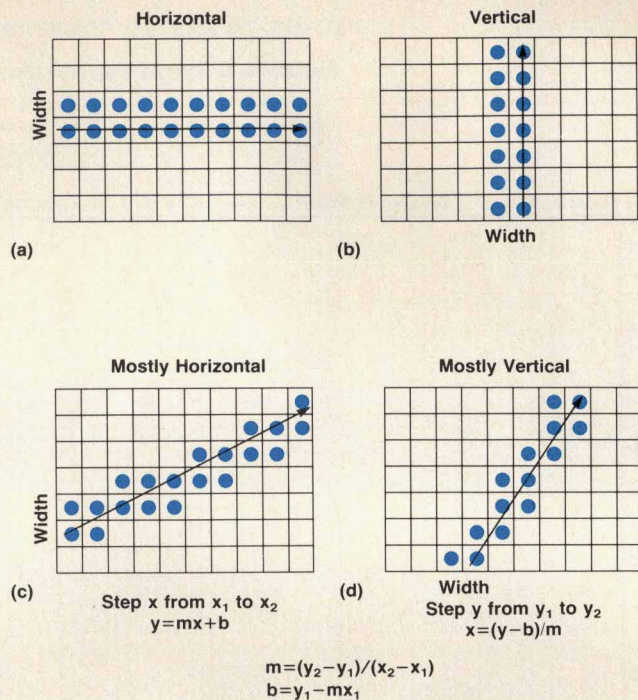 Horizontal
Width
(a)
Vertical
Width
(b)
Mostly Horizontal
Width
(c)
Step x from x₁ to x₂
y=mx+b
Mostly Vertical
Width
(d)
Step y from y₁ to y₂
x=(y−b)/m
m=(y₂−y₁)/(x₂−x₁)
b=y₁−mx₁